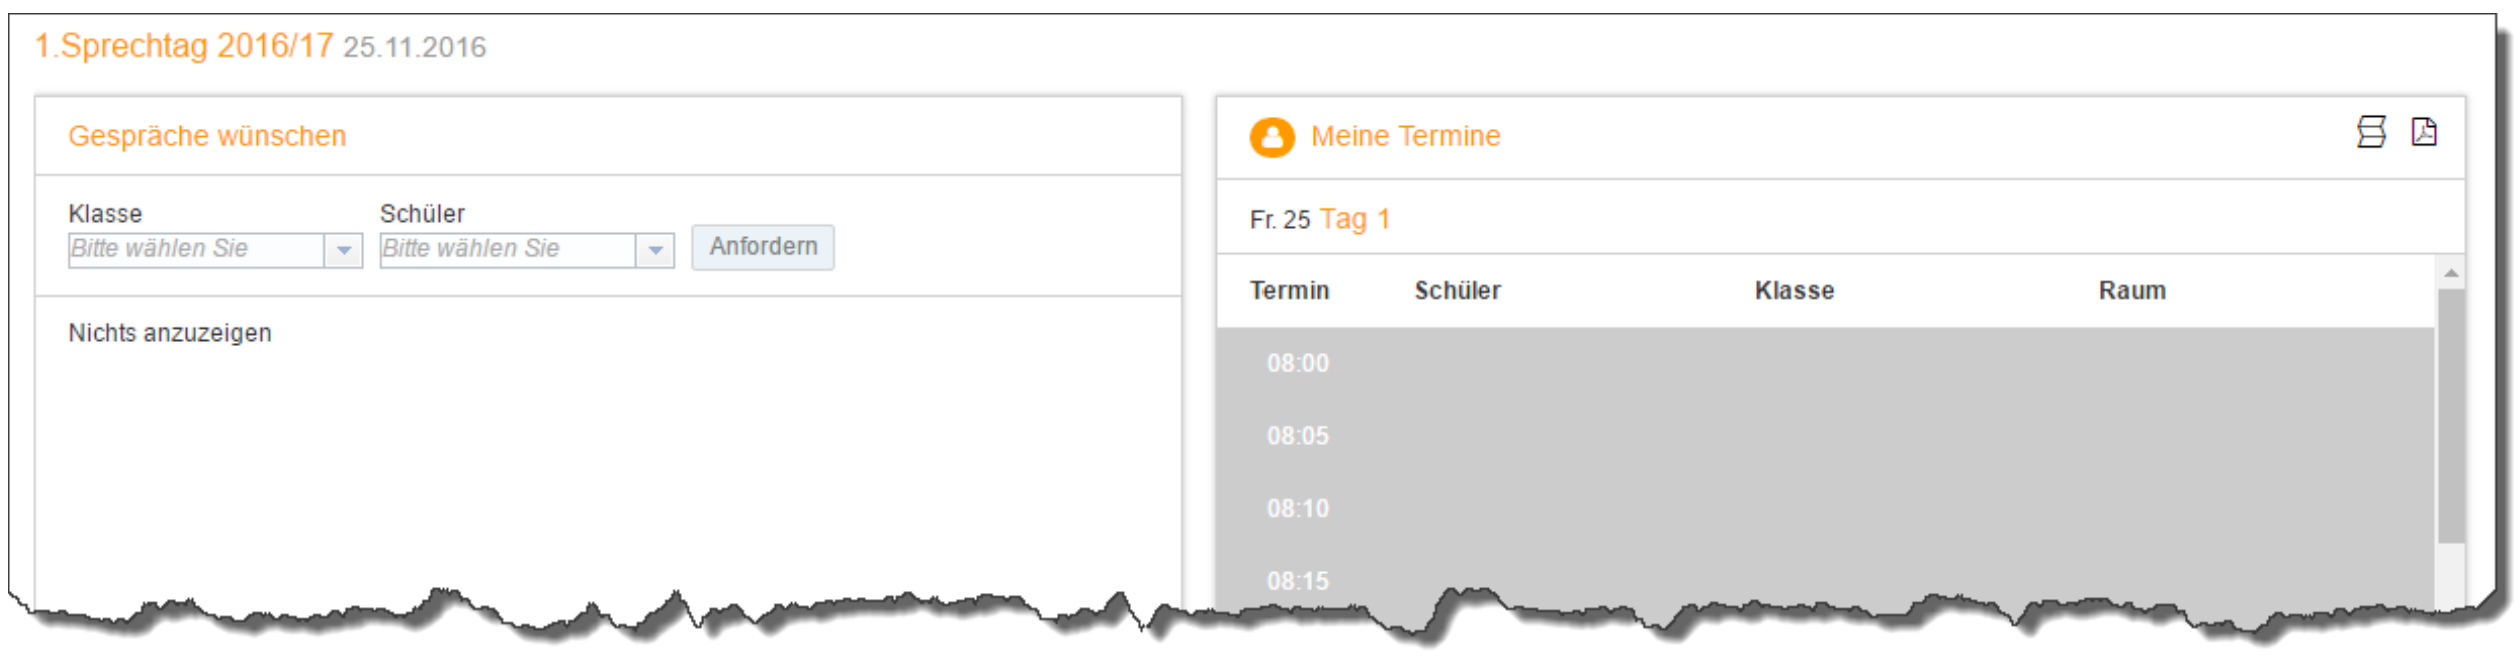 1.Sprechtag 2016/17 25.11.2016
Gespräche wünschen
Klasse Schüler
Bitte wählen Sie Bitte wählen Sie Anfordern
Nichts anzuzeigen
Meine Termine
Fr. 25 Tag 1
Termin Schüler Klasse Raum
08:00
08:05
08:10
08:15